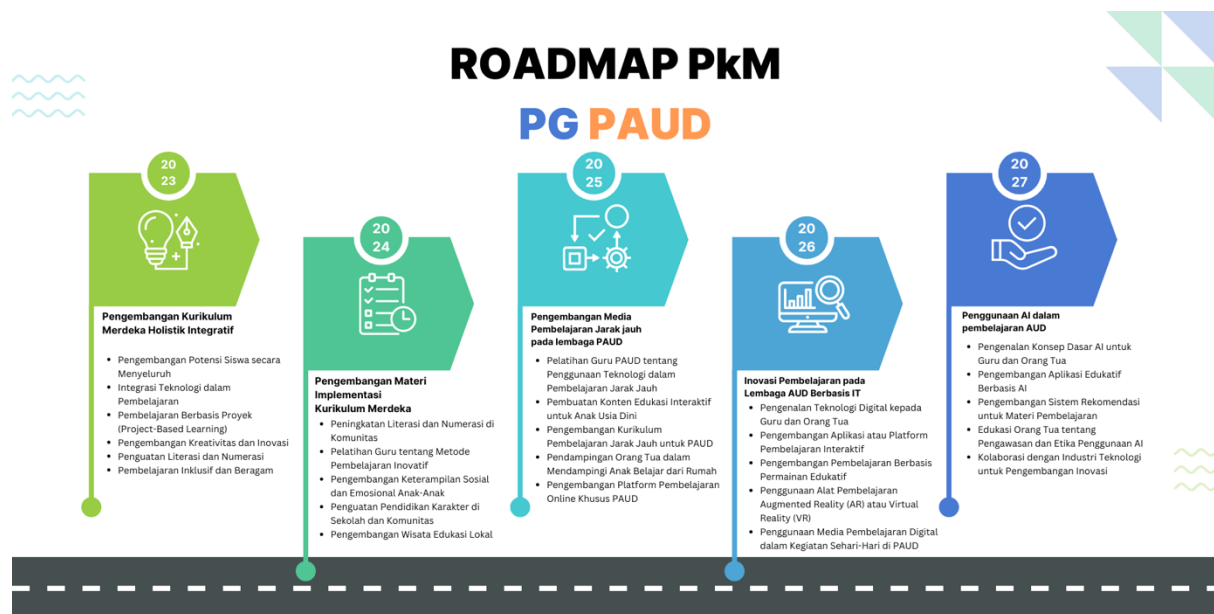 ROADMAP PkM
PG PAUD
20
23
Pengembangan Kurikulum
Merdeka Holistik Integratif
• Pengembangan Potensi Siswa secara
Menyeluruh
• Integrasi Teknologi dalam
Pembelajaran
• Pembelajaran Berbasis Proyek
(Project-Based Learning)
• Pengembangan Kreativitas dan Inovasi
• Penguatan Literasi dan Numerasi
• Pembelajaran Inklusif dan Beragam
20
24
Pengembangan Materi
Implementasi
Kurikulum Merdeka
• Peningkatan Literasi dan Numerasi di
Komunitas
• Pelatihan Guru tentang Metode
Pembelajaran Inovatif
• Pengembangan Keterampilan Sosial
dan Emosional Anak-Anak
• Penguatan Pendidikan Karakter di
Sekolah dan Komunitas
• Pengembangan Wisata Edukasi Lokal
20
25
Pengembangan Media
Pembelajaran Jarak jauh
pada lembaga PAUD
• Pelatihan Guru PAUD tentang
Penggunaan Teknologi dalam
Pembelajaran Jarak Jauh
• Pembuatan Konten Edukasi Interaktif
untuk Anak Usia Dini
• Pengembangan Kurikulum
Pembelajaran Jarak Jauh untuk PAUD
• Pendampingan Orang Tua dalam
Mendampingi Anak Belajar dari Rumah
• Pengembangan Platform Pembelajaran
Online Khusus PAUD
20
26
Inovasi Pembelajaran pada
Lembaga AUD Berbasis IT
• Pengenalan Teknologi Digital kepada
Guru dan Orang Tua
• Pengembangan Aplikasi atau Platform
Pembelajaran Interaktif
• Pengembangan Pembelajaran Berbasis
Permainan Edukatif
• Penggunaan Alat Pembelajaran
Augmented Reality (AR) atau Virtual
Reality (VR)
• Penggunaan Media Pembelajaran Digital
dalam Kegiatan Sehari-Hari di PAUD
20
27
Penggunaan AI dalam
pembelajaran AUD
• Pengenalan Konsep Dasar AI untuk
Guru dan Orang Tua
• Pengembangan Aplikasi Edukatif
Berbasis AI
• Pengembangan Sistem Rekomendasi
untuk Materi Pembelajaran
• Edukasi Orang Tua tentang
Pengawasan dan Etika Penggunaan AI
• Kolaborasi dengan Industri Teknologi
untuk Pengembangan Inovasi